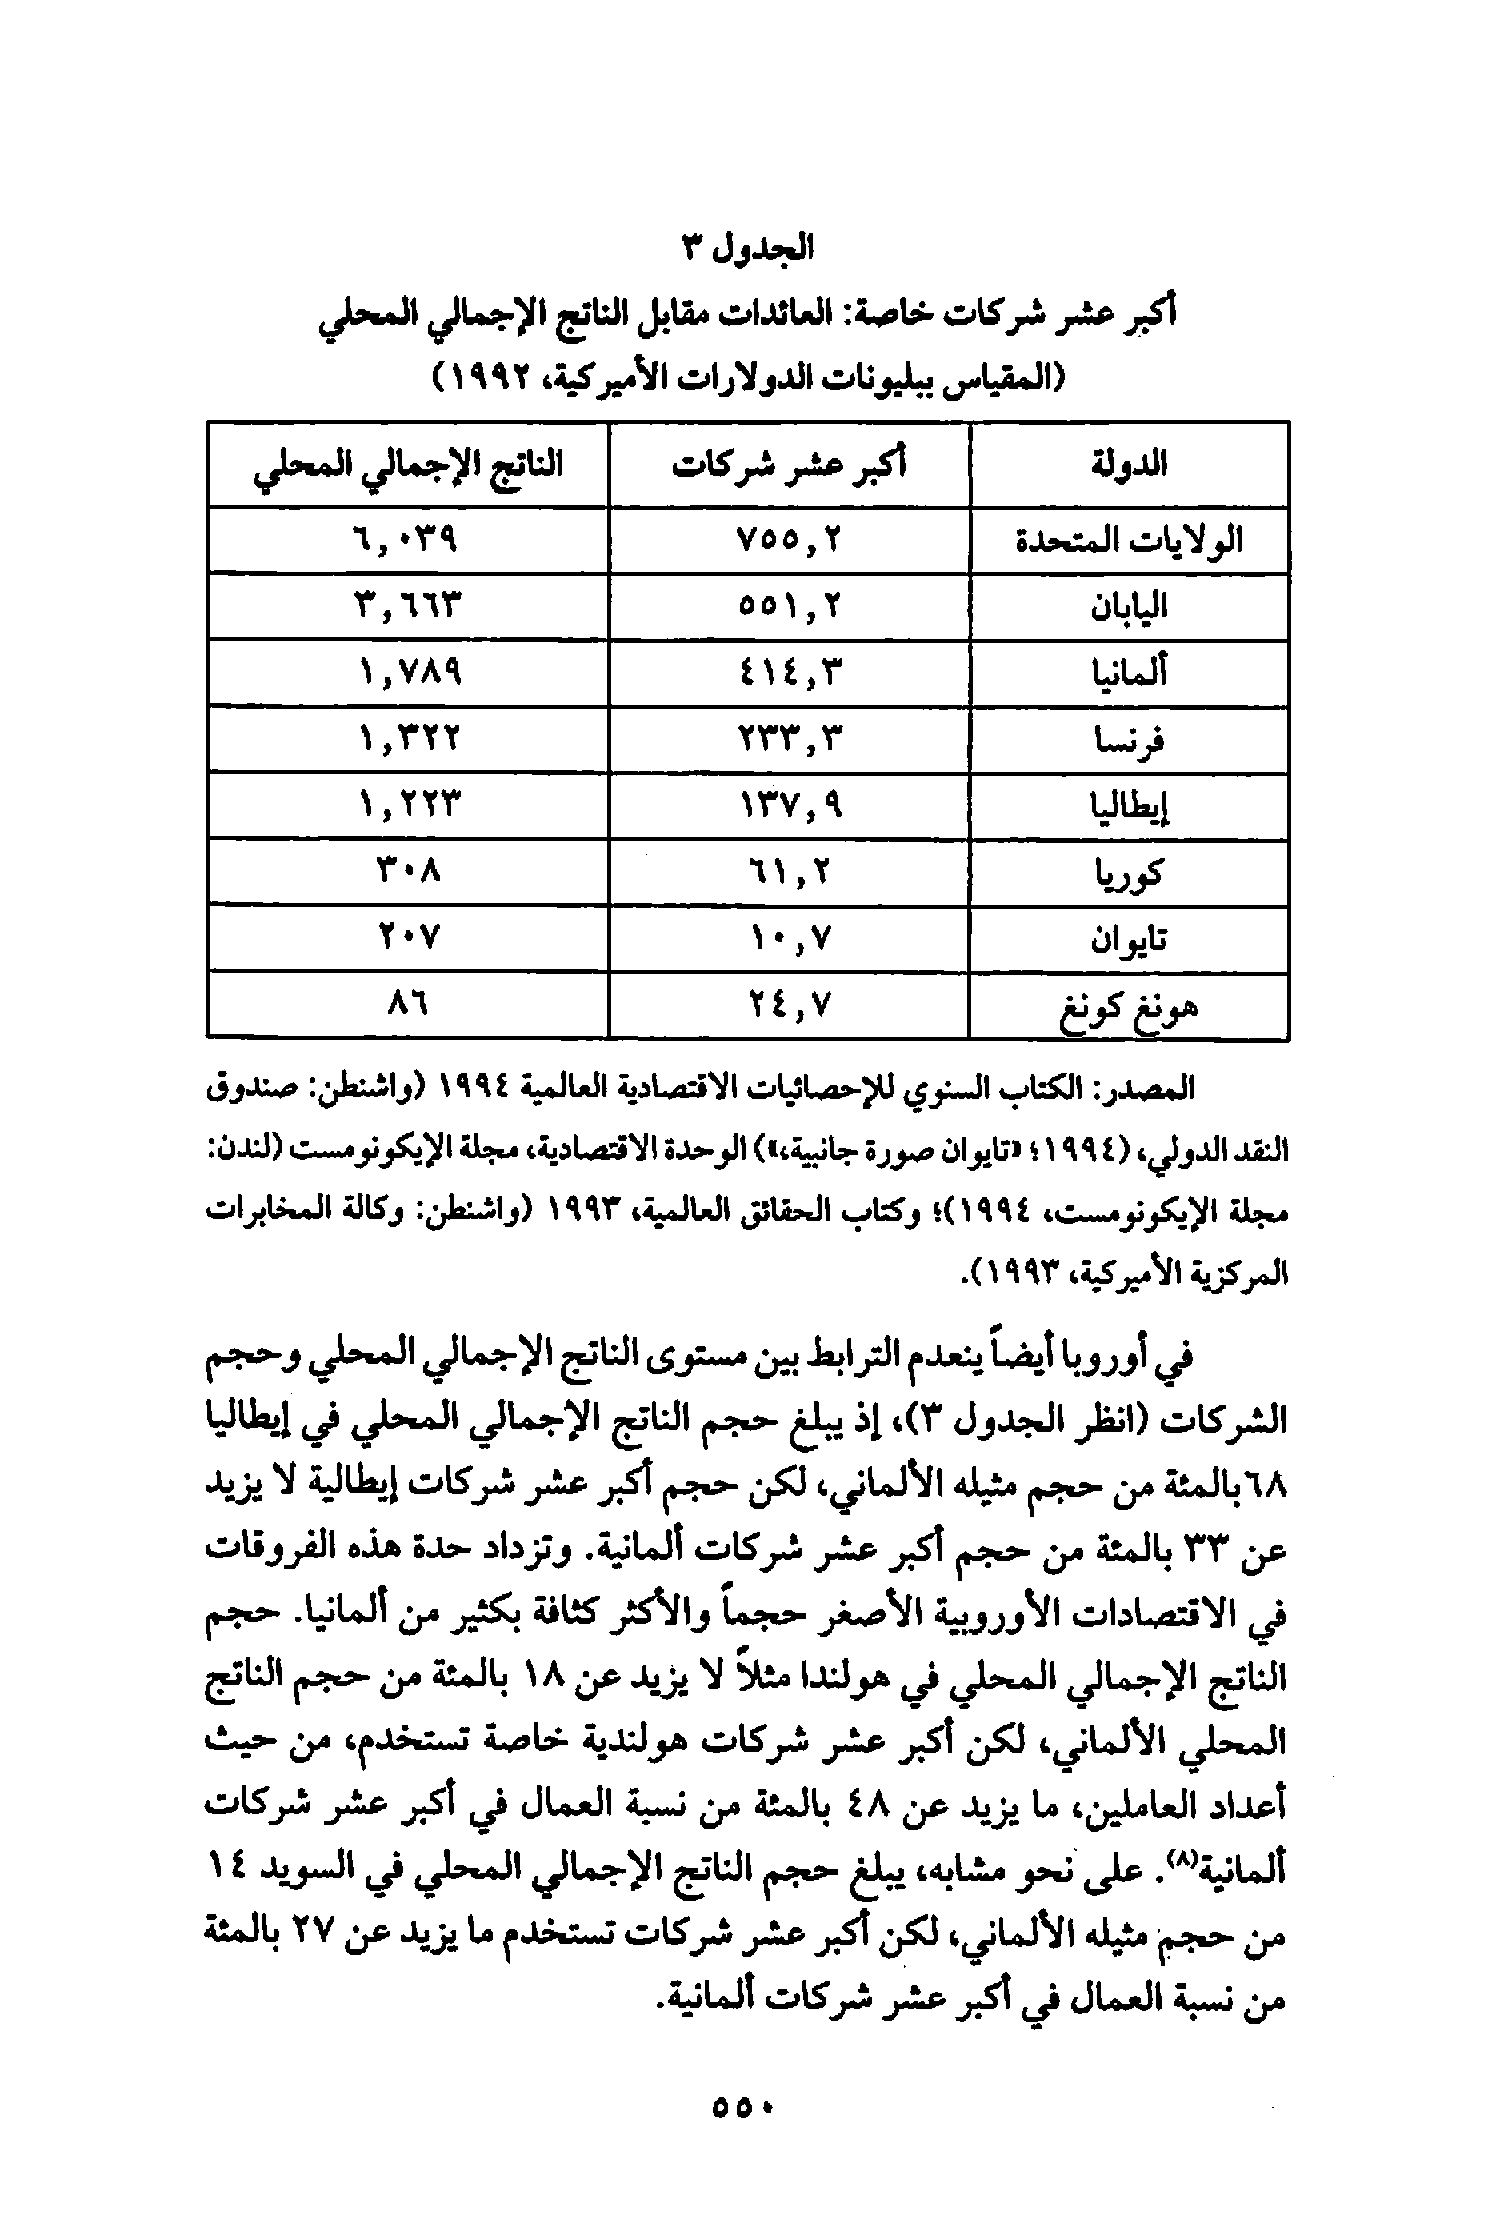 الجدول ٣
أكبر عشر شركات خاصة: العائدات مقابل الناتج الإجمالي المحلي
(المقياس ببليونات الدولارات الأميركية، ١٩٩٢)
الدولة أكبر عشر شركات الناتج الإجمالي المحلي
الولايات المتحدة ٧٥٥,٢ ٦,٠٣٩
اليابان ٥٥١,٢ ٣,٦٦٣
ألمانيا ٤١٤,٣ ١,٧٨٩
فرنسا ٢٣٣,٣ ١,٣٢٢
إيطاليا ١٣٧,٩ ١,٢٢٣
كوريا ٦١,٢ ٣٠٨
تايوان ١٠,٧ ٢٠٧
هونغ كونغ ٢٤,٧ ٨٦
المصدر: الكتاب السنوي للإحصائيات الاقتصادية العالمية ١٩٩٤ (واشنطن: صندوق
النقد الدولي، (١٩٩٤؛ «تايوان صورة جانبية،») الوحدة الاقتصادية، مجلة الإيكونومست (لندن:
مجلة الإيكونومست، ١٩٩٤)؛ وكتاب الحقائق العالمية، ١٩٩٣ (واشنطن: وكالة المخابرات
المركزية الأميركية، ١٩٩٣).
في أوروبا أيضاً ينعدم الترابط بين مستوى الناتج الإجمالي المحلي وحجم
الشركات (انظر الجدول ٣)، إذ يبلغ حجم الناتج الإجمالي المحلي في إيطاليا
٦٨بالمئة من حجم مثيله الألماني، لكن حجم أكبر عشر شركات إيطالية لا يزيد
عن ٣٣ بالمئة من حجم أكبر عشر شركات ألمانية. وتزداد حدة هذه الفروقات
في الاقتصادات الأوروبية الأصغر حجماً والأكثر كثافة بكثير من ألمانيا. حجم
الناتج الإجمالي المحلي في هولندا مثلاً لا يزيد عن ١٨ بالمئة من حجم الناتج
المحلي الألماني، لكن أكبر عشر شركات هولندية خاصة تستخدم، من حيث
أعداد العاملين، ما يزيد عن ٤٨ بالمئة من نسبة العمال في أكبر عشر شركات
ألمانية(٨). على نحو مشابه، يبلغ حجم الناتج الإجمالي المحلي في السويد ١٤
من حجم مثيله الألماني، لكن أكبر عشر شركات تستخدم ما يزيد عن ٢٧ بالمئة
من نسبة العمال في أكبر عشر شركات ألمانية.
٥٥٠